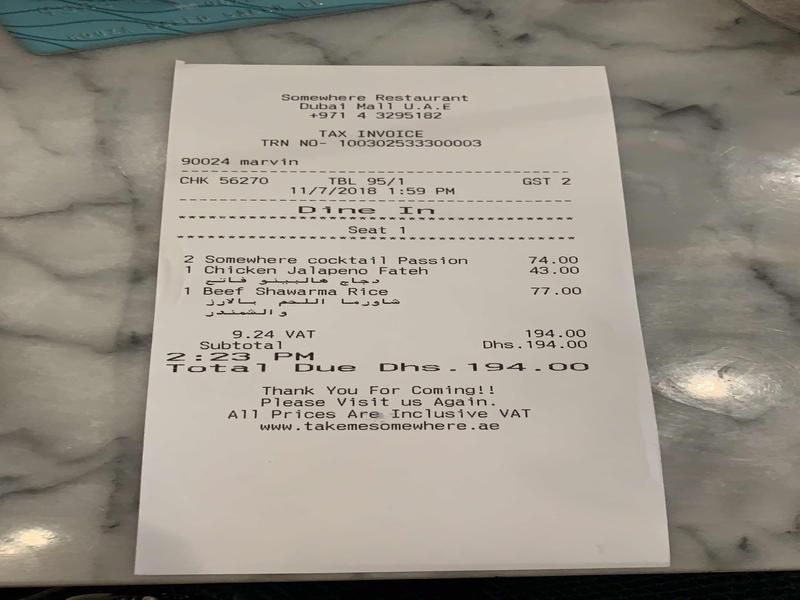 Somewhere Restaurant
Dubai Mall U.A.E
+971 4 3295182
TAX INVOICE
TRN NO- 100302533300003
90024 marvin
CHK 56270 TBL 95/1 GST 2
11/7/2018 1:59 PM
Dine In
Seat 1
2 Somewhere cocktail Passion 74.00
1 Chicken Jalapeno Fateh 43.00
دجاج هالبينو فاتح
1 Beef Shawarma Rice 77.00
شاورما اللحم بالارز
والشمندر
9.24 VAT 194.00
Subtotal Dhs.194.00
2:23 PM
Total Due Dhs.194.00
Thank You For Coming!!
Please Visit us Again.
All Prices Are Inclusive VAT
www.takemesomewhere.ae